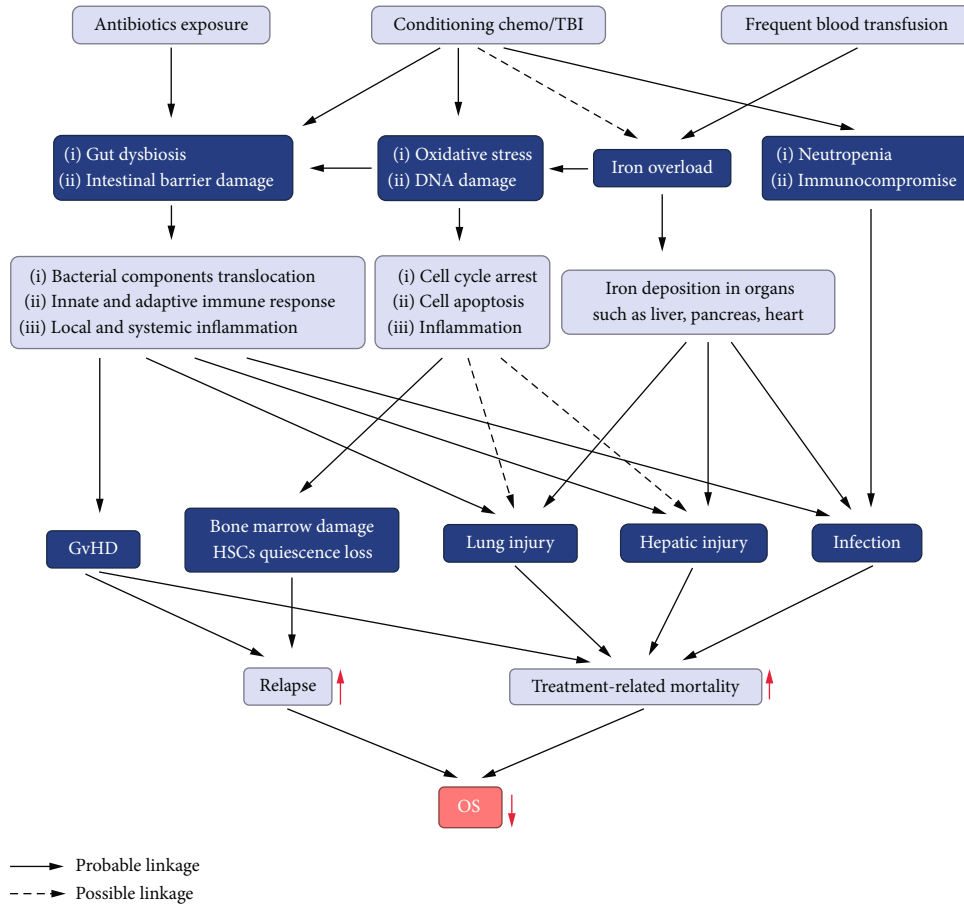 Antibiotics exposure
Conditioning chemo/TBI
Frequent blood transfusion
(i) Gut dysbiosis
(ii) Intestinal barrier damage
(i) Oxidative stress
(ii) DNA damage
Iron overload
(i) Neutropenia
(ii) Immunocompromise
(i) Bacterial components translocation
(ii) Innate and adaptive immune response
(iii) Local and systemic inflammation
(i) Cell cycle arrest
(ii) Cell apoptosis
(iii) Inflammation
Iron deposition in organs
such as liver, pancreas, heart
GvHD
Bone marrow damage
HSCs quiescence loss
Lung injury
Hepatic injury
Infection
Relapse
Treatment-related mortality
OS
Probable linkage
Possible linkage